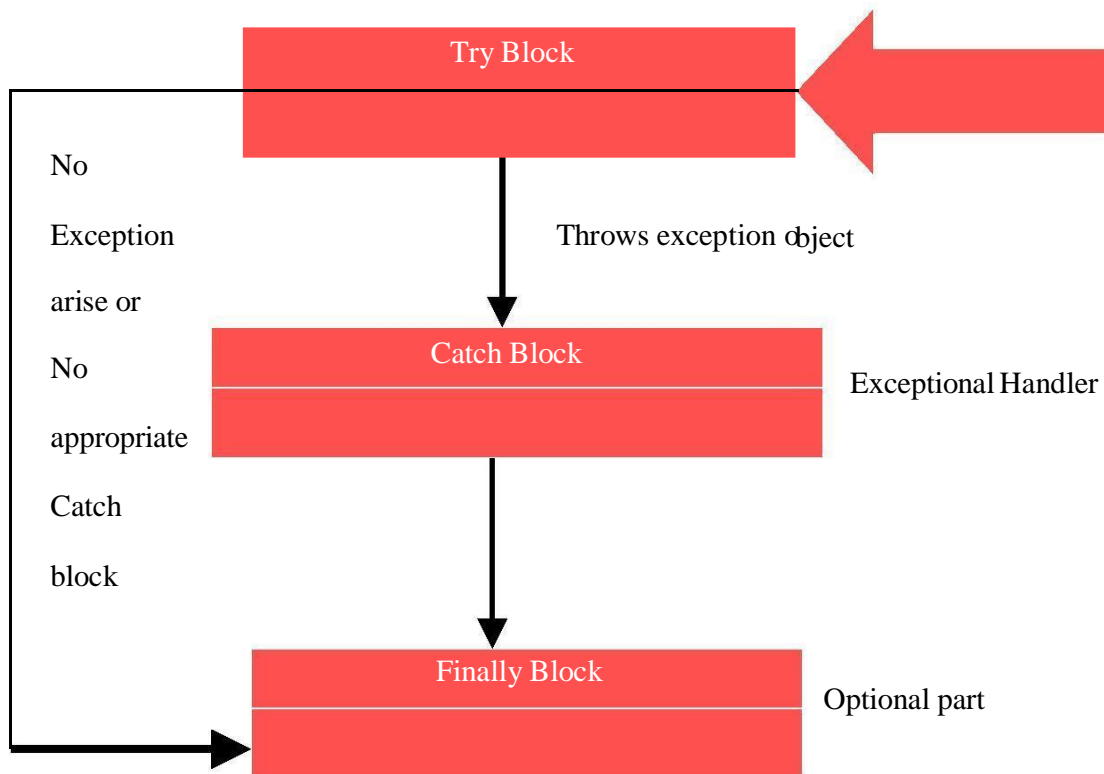 Try Block
No
Exception
arise or
No
appropriate
Catch
block
Throws exception object
Catch Block
Exceptional Handler
Finally Block
Optional part